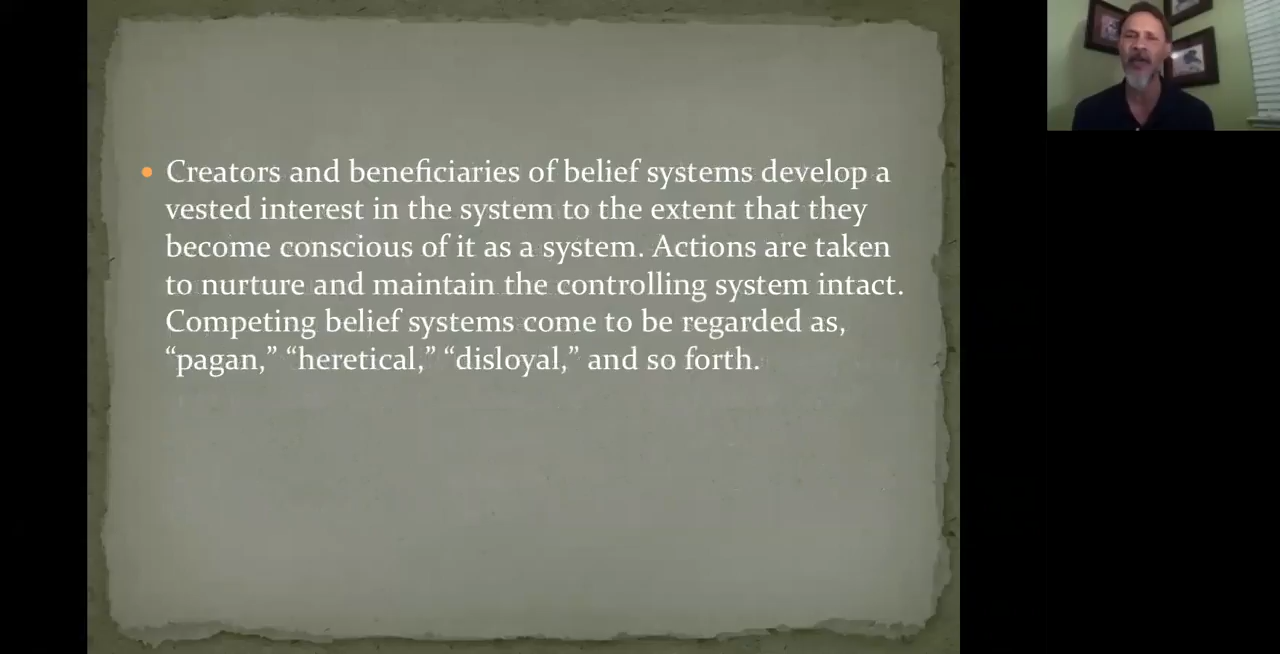 • Creators and beneficiaries of belief systems develop a
vested interest in the system to the extent that they
become conscious of it as a system. Actions are taken
to nurture and maintain the controlling system intact.
Competing belief systems come to be regarded as,
“pagan,” “heretical,” “disloyal,” and so forth.